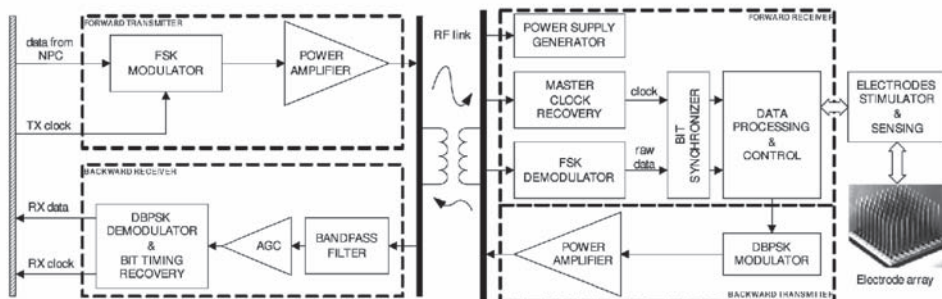 FORWARD TRANSMITTER
data from
NPC
FSK
MODULATOR
POWER
AMPLIFIER
TX clock
BACKWARD RECEIVER
RX data
RX clock
DBPSK
DEMODULATOR
&
BIT TIMING
RECOVERY
AGC
BANDPASS
FILTER
RF link
FORWARD RECEIVER
POWER SUPPLY
GENERATOR
MASTER
CLOCK
RECOVERY
clock
FSK
DEMODULATOR
raw
data
BIT
SYNCHRONIZER
DATA
PROCESSING
&
CONTROL
ELECTRODES
STIMULATOR
&
SENSING
Electrode array
POWER
AMPLIFIER
DBPSK
MODULATOR
BACKWARD TRANSMITTER